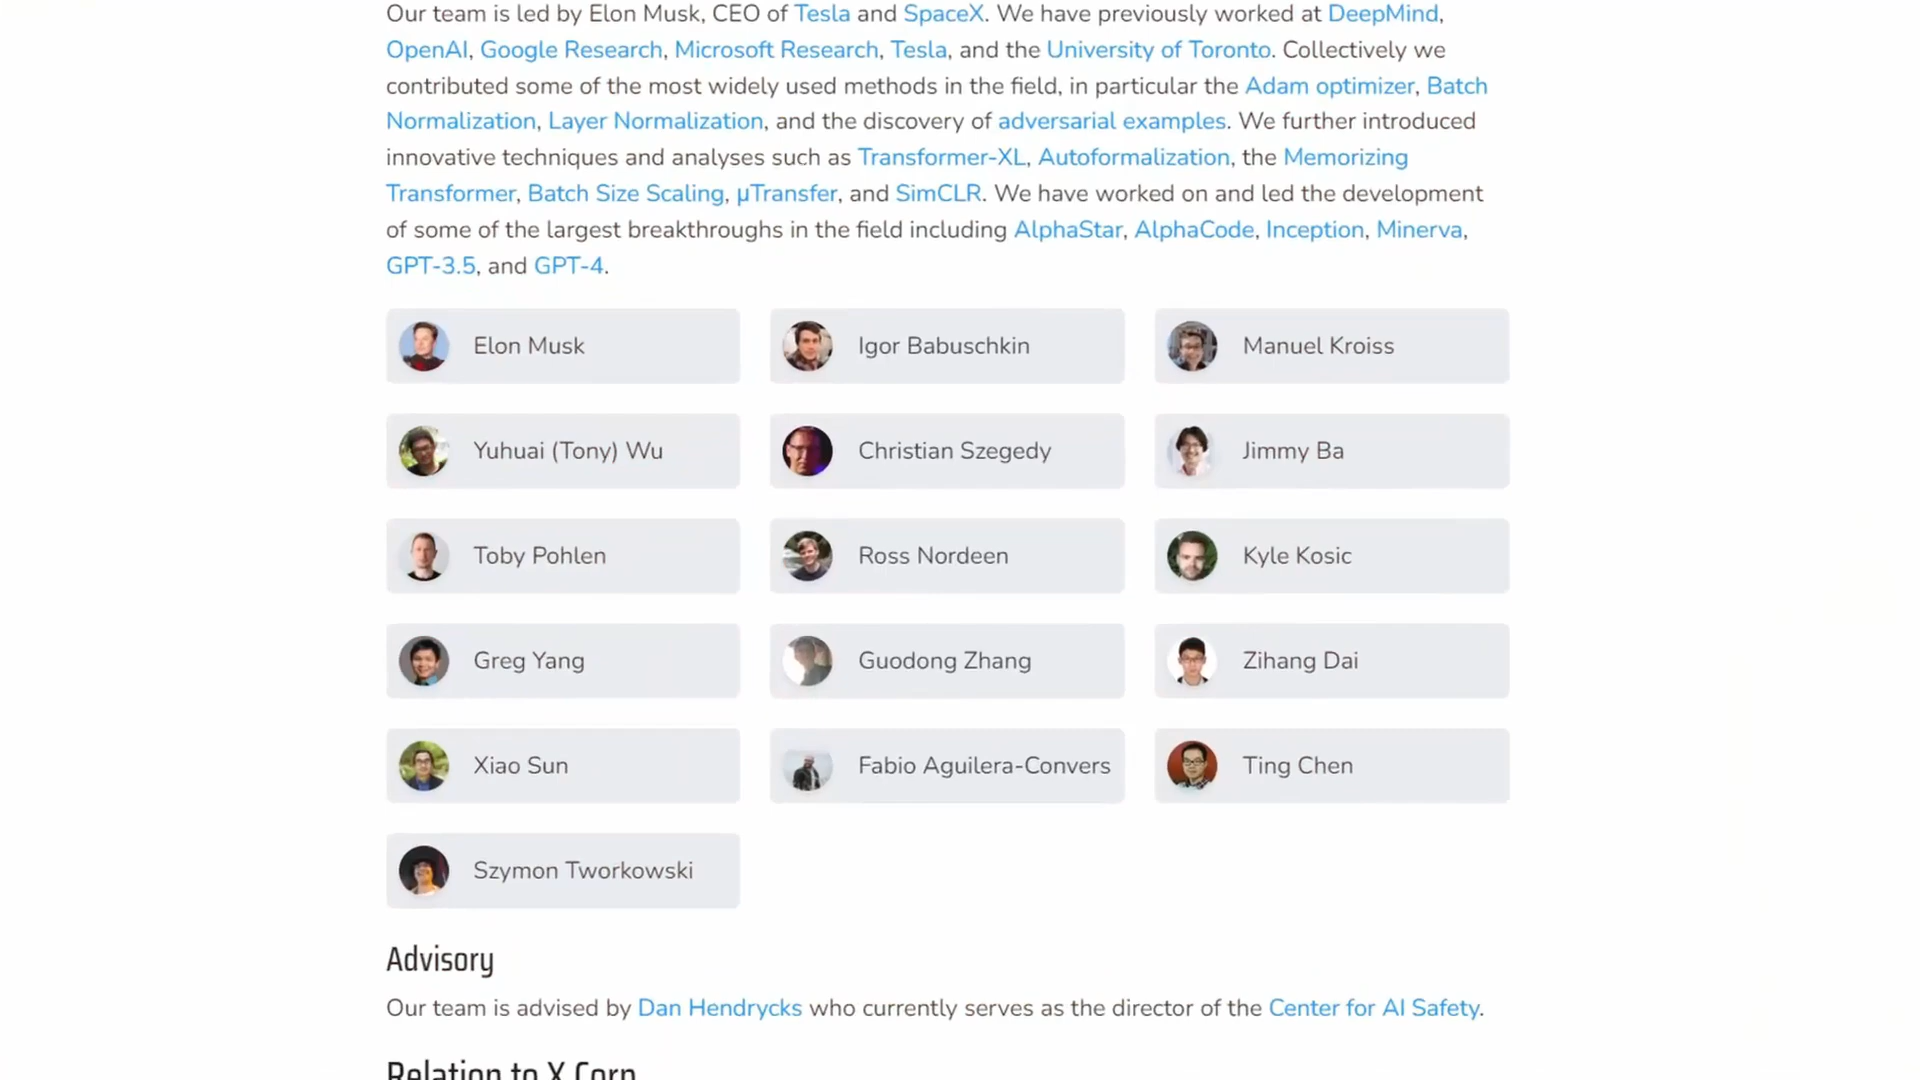 Our team is led by Elon Musk, CEO of Tesla and SpaceX. We have previously worked at DeepMind,
OpenAI, Google Research, Microsoft Research, Tesla, and the University of Toronto. Collectively we
contributed some of the most widely used methods in the field, in particular the Adam optimizer, Batch
Normalization, Layer Normalization, and the discovery of adversarial examples. We further introduced
innovative techniques and analyses such as Transformer-XL, Autoformalization, the Memorizing
Transformer, Batch Size Scaling, μTransfer, and SimCLR. We have worked on and led the development
of some of the largest breakthroughs in the field including AlphaStar, AlphaCode, Inception, Minerva,
GPT-3.5, and GPT-4.
Elon Musk
Igor Babuschkin
Manuel Kroiss
Yuhuai (Tony) Wu
Christian Szegedy
Jimmy Ba
Toby Pohlen
Ross Nordeen
Kyle Kosic
Greg Yang
Guodong Zhang
Zihang Dai
Xiao Sun
Fabio Aguilera-Convers
Ting Chen
Szymon Tworkowski
Advisory
Our team is advised by Dan Hendrycks who currently serves as the director of the Center for AI Safety.
Relation to X Corp